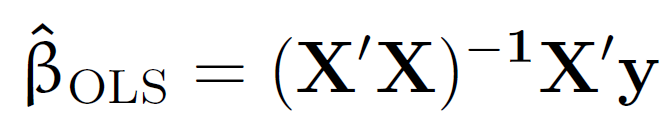 β̂_OLS = (X′X)⁻¹X′y